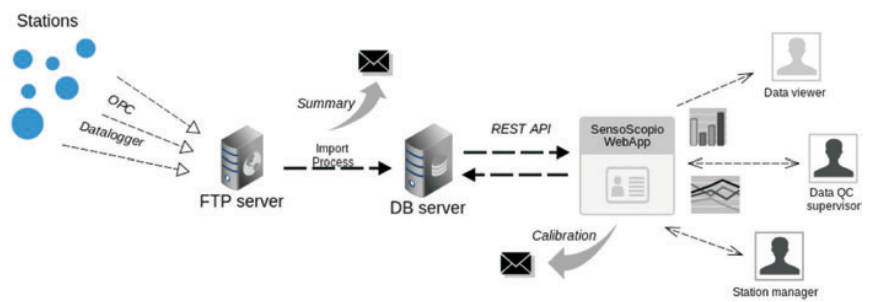 Stations
OPC
Datalogger
FTP server
Summary
Import
Process
DB server
REST API
SensoScopio
WebApp
Calibration
Data viewer
Data QC
supervisor
Station manager